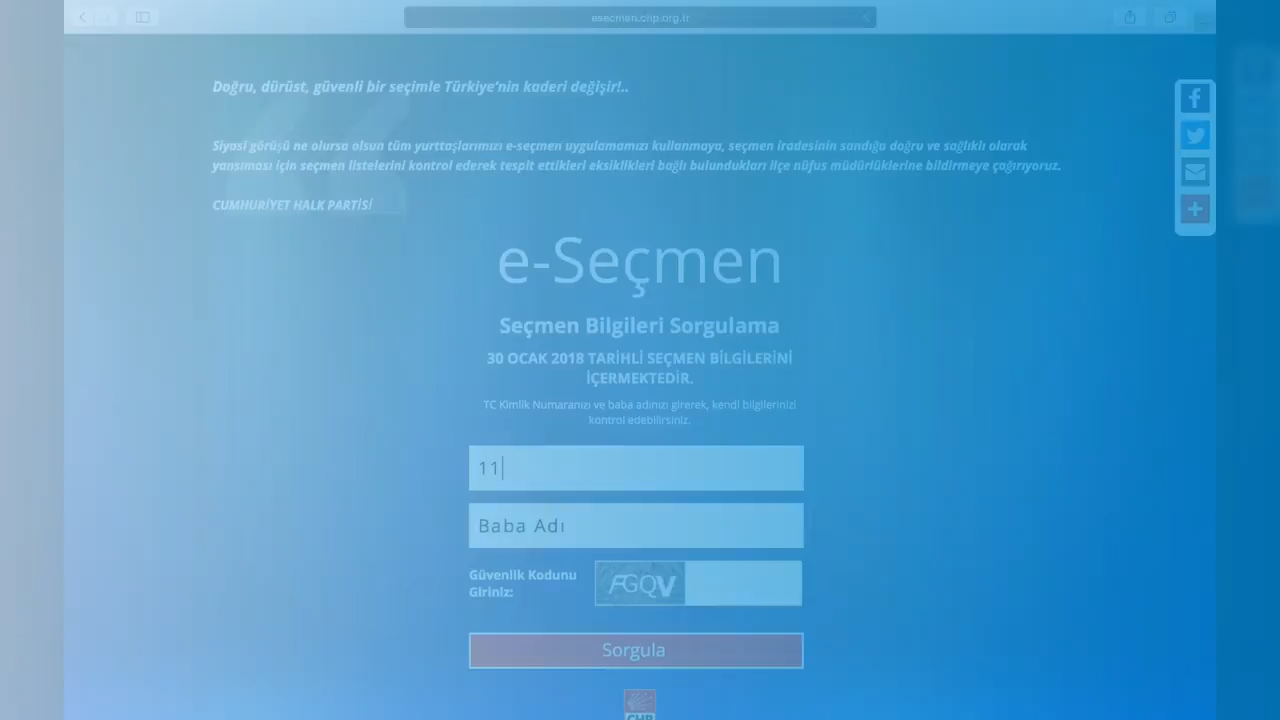 esecmen.chp.org.tr
Doğru, dürüst, güvenli bir seçimle Türkiye'nin kaderi değişir!..
Siyasi görüşü ne olursa olsun tüm yurttaşlarımızı e-seçmen uygulamamızı kullanmaya, seçmen iradesinin sandığa doğru ve sağlıklı olarak
yansıması için seçmen listelerini kontrol ederek tespit ettikleri eksiklikleri bağlı bulundukları ilçe nüfus müdürlüklerine bildirmeye çağırıyoruz.
CUMHURİYET HALK PARTİSİ
e-Seçmen
Seçmen Bilgileri Sorgulama
30 OCAK 2018 TARİHLİ SEÇMEN BİLGİLERİNİ
İÇERMEKTEDİR.
TC Kimlik Numaranızı ve baba adınızı girerek, kendi bilgilerinizi
kontrol edebilirsiniz.
11
Baba Adı
Güvenlik Kodunu
Giriniz:
FGQV
Sorgula
CHP